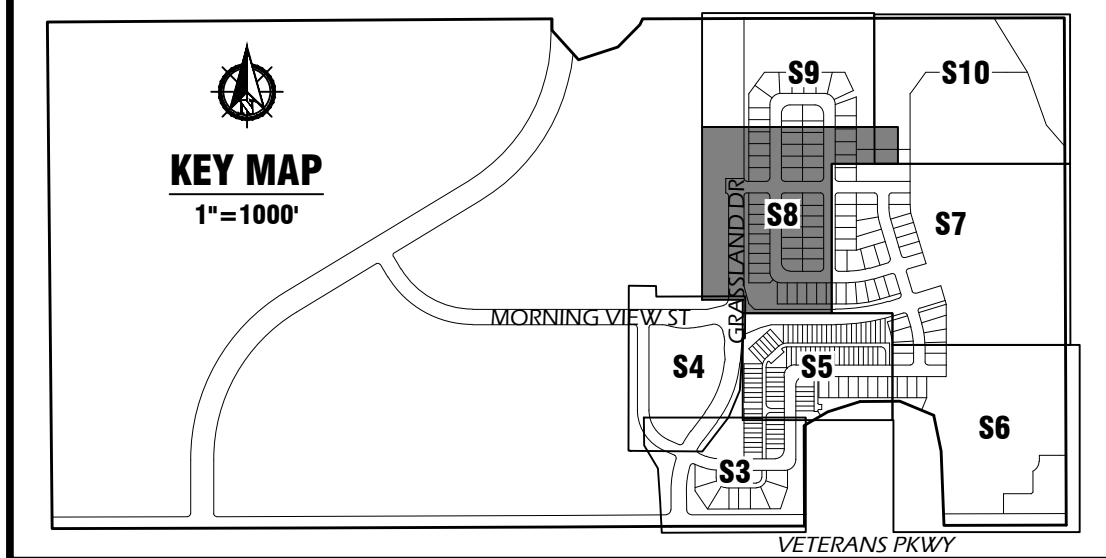 S9
S10
N
KEY MAP
1"=1000'
S8
S7
GRASSLAND DR
MORNING VIEW ST
S4
S5
S6
S3
VETERANS PKWY